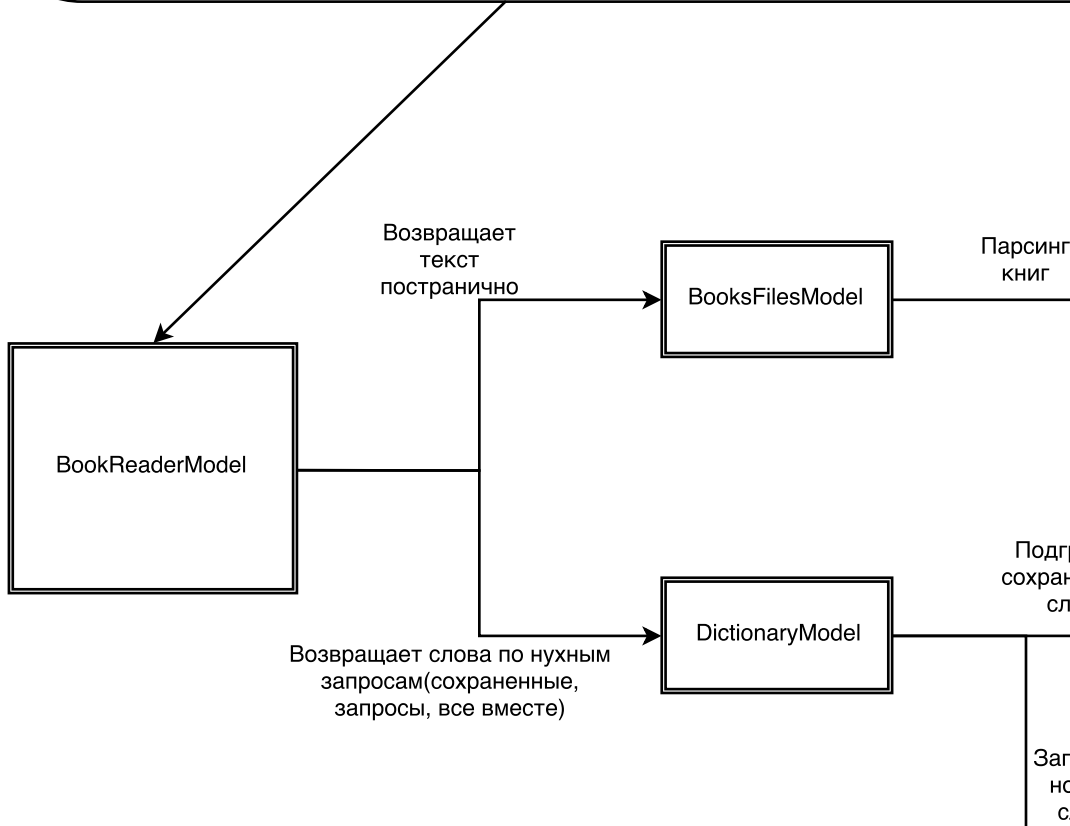 Возвращает
текст
постранично
Парсинг
книг
BooksFilesModel
BookReaderModel
DictionaryModel
Возвращает слова по нухным
запросам(сохраненные,
запросы, все вместе)